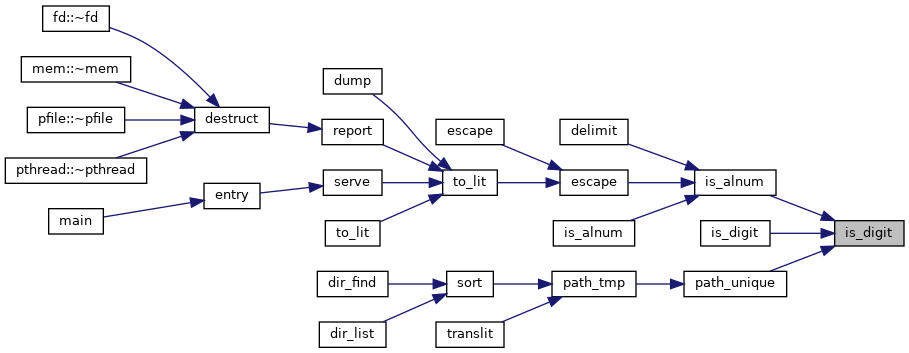 fd::~fd
mem::~mem
pfile::~pfile
pthread::~pthread
main
destruct
entry
dump
report
serve
to_lit
dir_find
dir_list
escape
to_lit
sort
translit
delimit
escape
is_alnum
path_tmp
is_alnum
is_digit
path_unique
is_digit